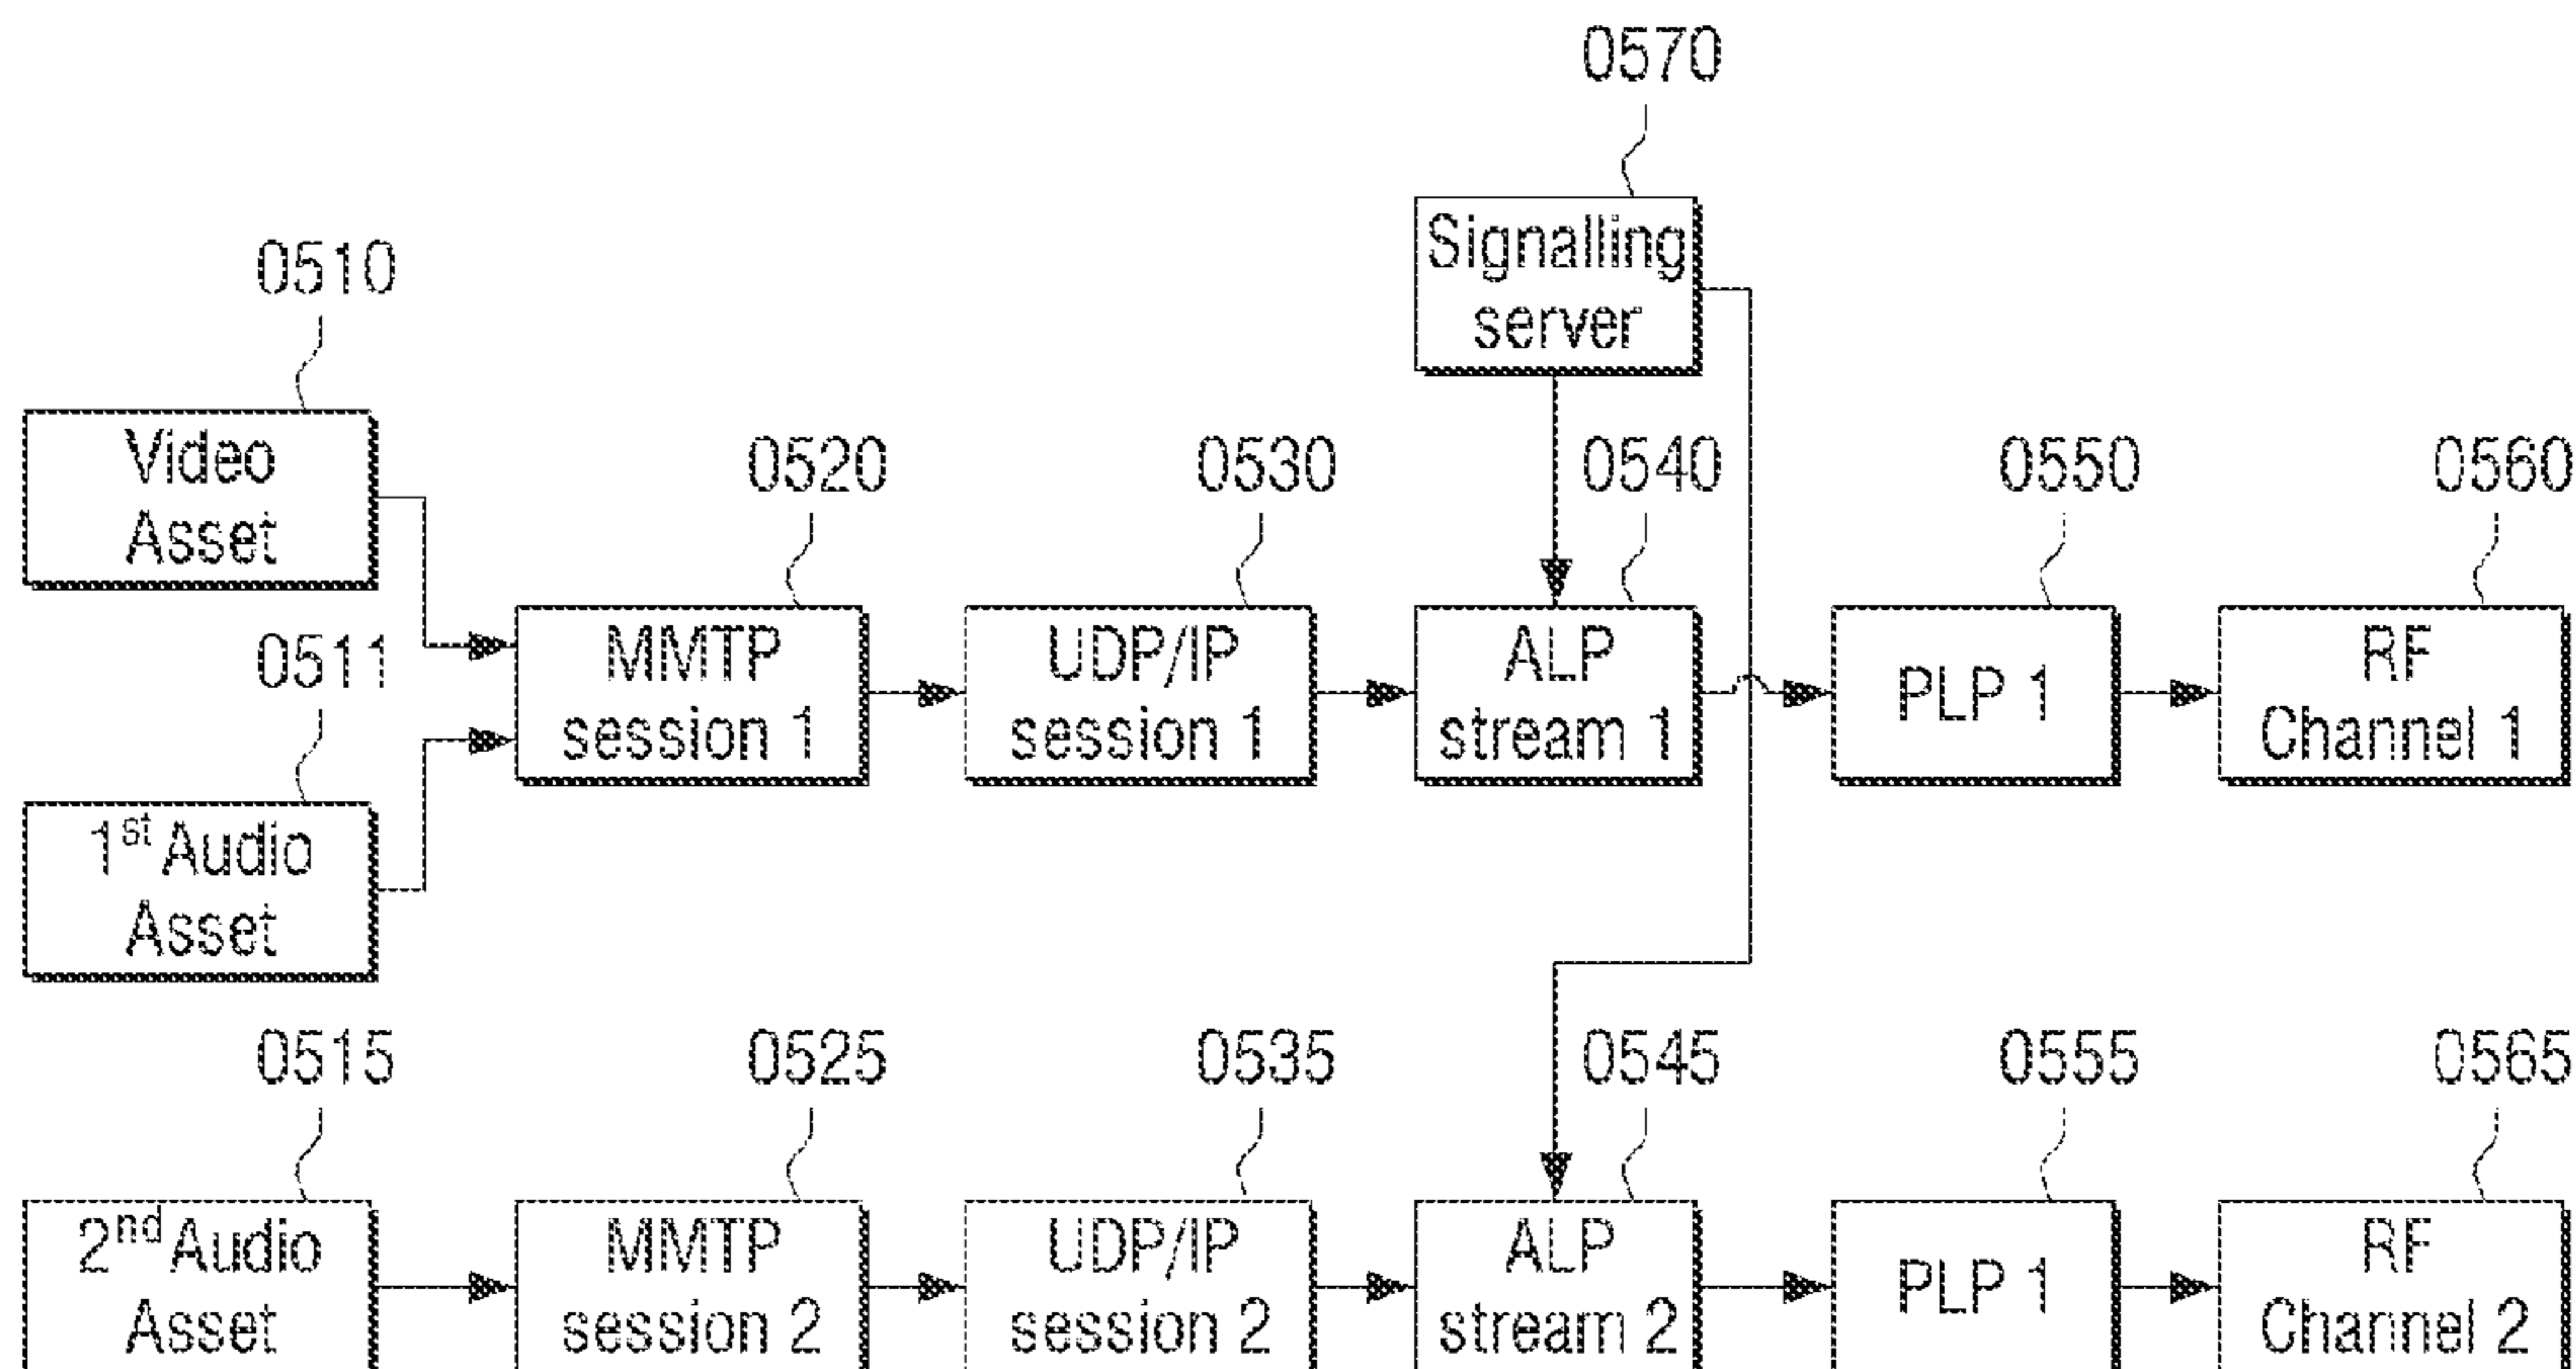 0570
Signalling
server
0510
Video
Asset
0520
0530
0540
0550
0560
MMTP
session 1
UDP/IP
session 1
ALP
stream 1
PLP 1
RF
Channel 1
0511
1st Audio
Asset
0515
0525
0535
0545
0555
0565
2nd Audio
Asset
MMTP
session 2
UDP/IP
session 2
ALP
stream 2
PLP 1
RF
Channel 2